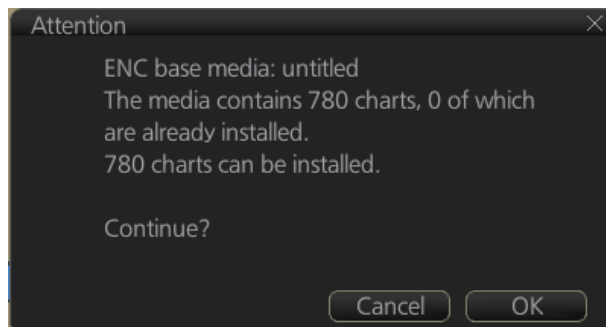 Attention
ENC base media: untitled
The media contains 780 charts, 0 of which
are already installed.
780 charts can be installed.
Continue?
Cancel OK